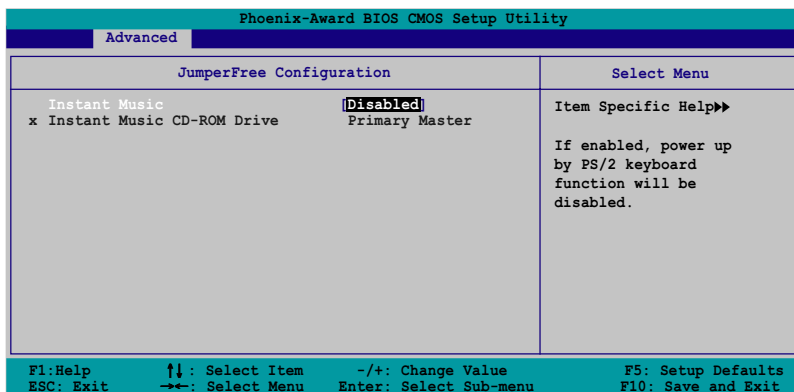 Phoenix-Award BIOS CMOS Setup Utility
Advanced
JumperFree Configuration
Select Menu
Instant Music [Disabled]
x Instant Music CD-ROM Drive Primary Master
Item Specific Help▶▶
If enabled, power up
by PS/2 keyboard
function will be
disabled.
F1:Help ↑↓: Select Item -/+: Change Value F5: Setup Defaults
ESC: Exit →←: Select Menu Enter: Select Sub-menu F10: Save and Exit